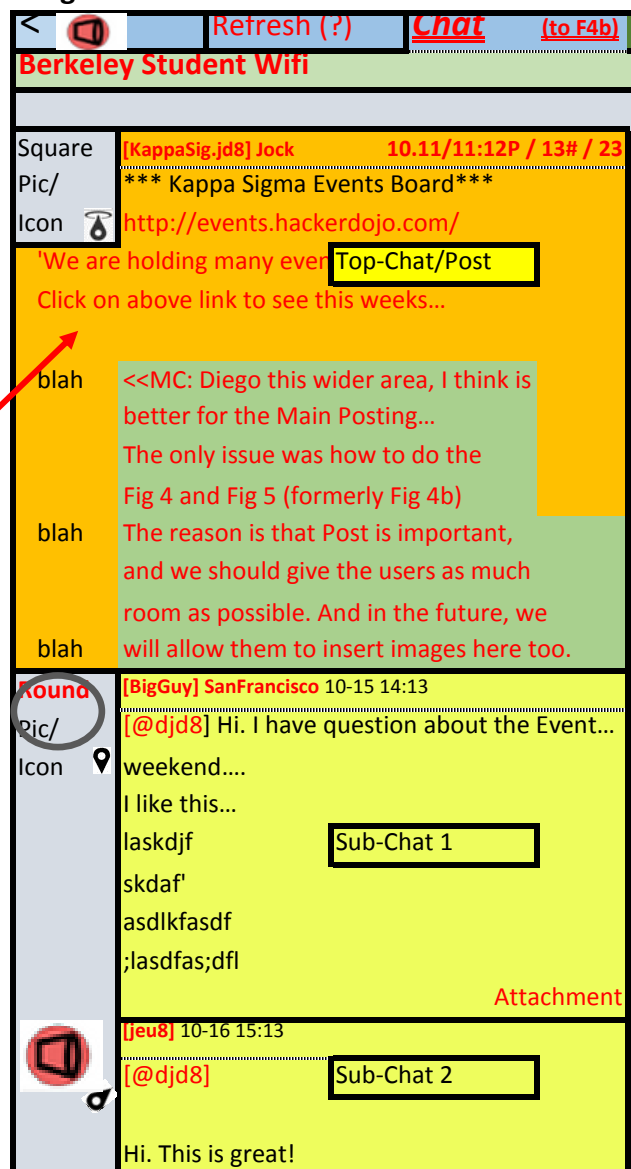 < Refresh (?) Chat (to F4b)
Berkeley Student Wifi
Square [KappaSig.jd8] Jock 10.11/11:12P / 13# / 23
Pic/ *** Kappa Sigma Events Board***
Icon http://events.hackerdojo.com/
'We are holding many even Top-Chat/Post
Click on above link to see this weeks…
blah <<MC: Diego this wider area, I think is
better for the Main Posting…
The only issue was how to do the
Fig 4 and Fig 5 (formerly Fig 4b)
blah The reason is that Post is important,
and we should give the users as much
room as possible. And in the future, we
blah will allow them to insert images here too.
Round [BigGuy] SanFrancisco 10-15 14:13
Pic/ [@djd8] Hi. I have question about the Event…
Icon weekend….
I like this…
laskdjf Sub-Chat 1
skdaf'
asdlkfasdf
;lasdfas;dfl
Attachment
[jeu8] 10-16 15:13
[@djd8] Sub-Chat 2
Hi. This is great!